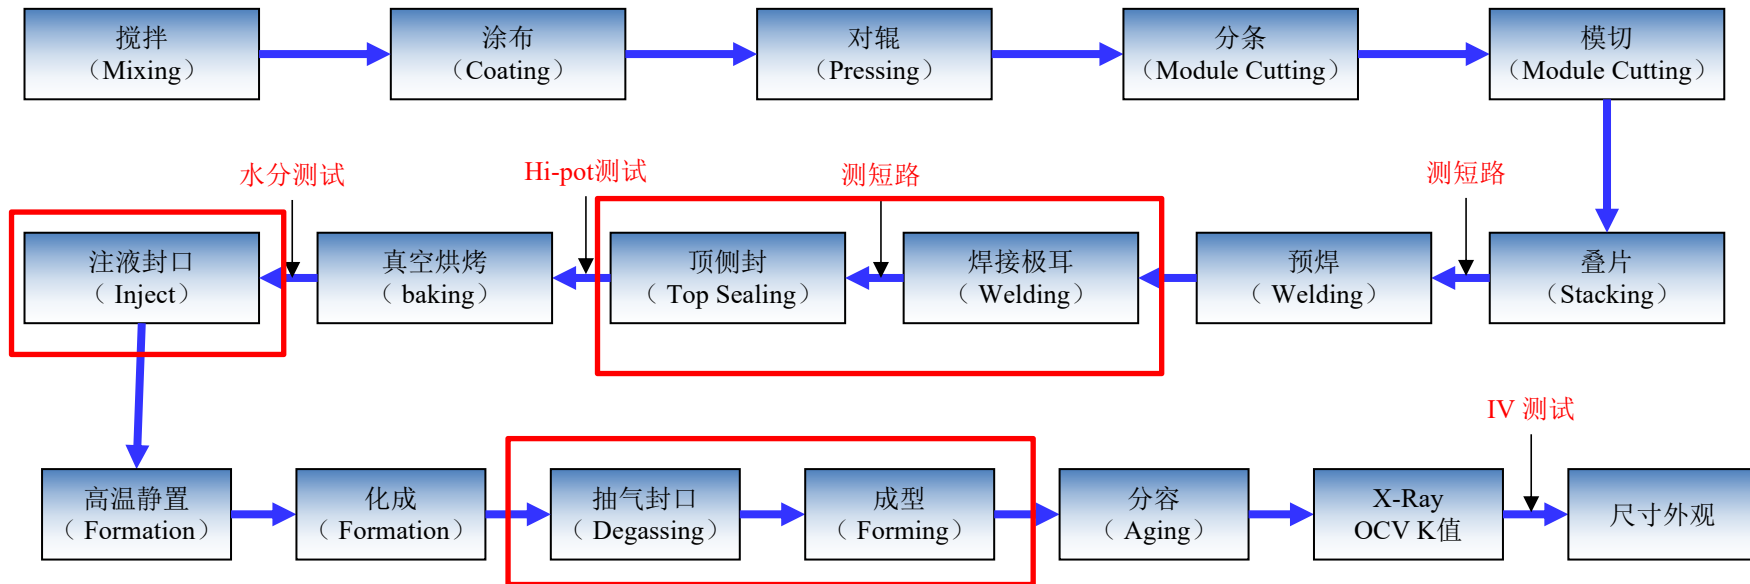 搅拌
（Mixing）
涂布
（Coating）
对辊
（Pressing）
分条
（Module Cutting）
模切
（Module Cutting）
水分测试
Hi-pot测试
测短路
测短路
注液封口
（ Inject）
真空烘烤
（ baking）
顶侧封
（ Top Sealing）
焊接极耳
（ Welding）
预焊
（ Welding）
叠片
（Stacking）
IV 测试
高温静置
（ Formation）
化成
（ Formation）
抽气封口
（ Degassing）
成型
（ Forming）
分容
（ Aging）
X-Ray
OCV K值
尺寸外观